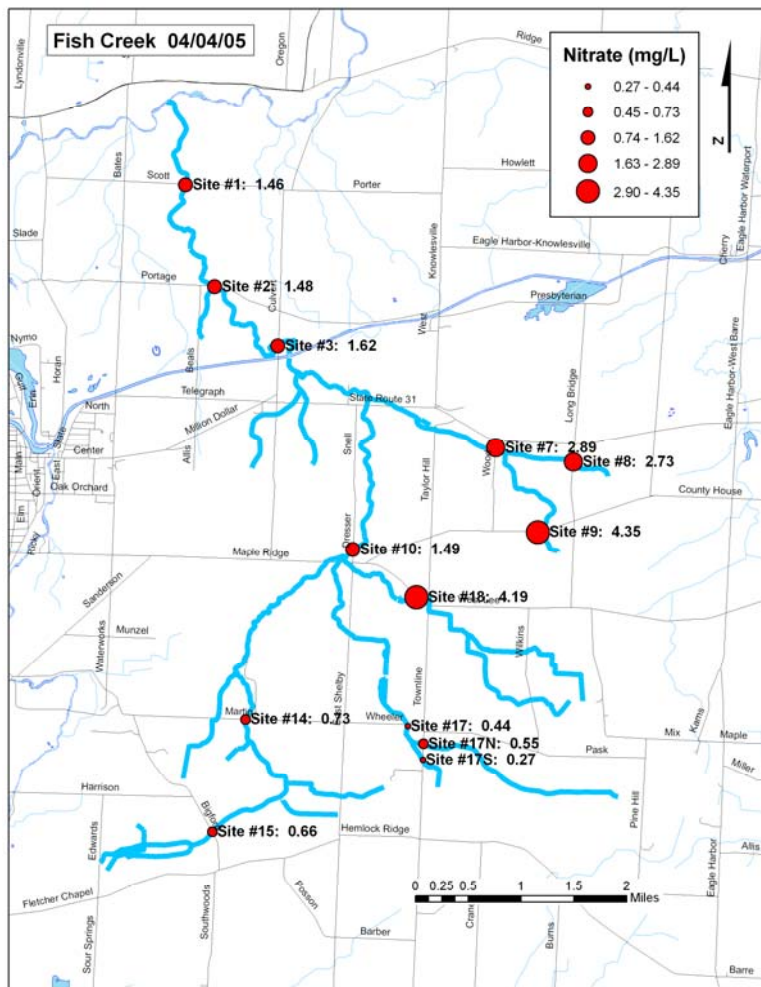 Fish Creek 04/04/05
Nitrate (mg/L)
0.27 - 0.44
0.45 - 0.73
0.74 - 1.62
1.63 - 2.89
2.90 - 4.35
N
Lyndonville
Oregon
Ridge
Bates
Scott
Site #1: 1.46
Porter
Howlett
Slade
Knowlesville
Eagle Harbor-Knowlesville
Cherry
Eagle Harbor Waterport
Portage
Site #2: 1.48
Culver
Presbyterian
West
Nymo
Horan
Beals
Site #3: 1.62
Gulf
Erin
Telegraph
State Route 31
Long Bridge
Eagle Harbor-West Barre
North
State
Million Dollar
Main
Orient
East
Center
Allis
Snell
Taylor Hill
Site #7: 2.89
Site #8: 2.73
Oak Orchard
Elm
County House
Site #9: 4.35
Dresser
Site #10: 1.49
Maple Ridge
Sanderson
Site #18: 4.19
Munzel
Waterworks
Wilkins
Townline
Martin
Site #14: 0.73
Wheeler
Site #17: 0.44
Site #17N: 0.55
Site #17S: 0.27
Pask
Mix
Kams
Maple
Miller
Harrison
Pine Hill
Edwards
Site #15: 0.66
Hemlock Ridge
Allis
Eagle Harbor
Fletcher Chapel
Southwoods
Posson
0 0.25 0.5 1 1.5 2
Miles
Sour Springs
Barber
Burns
Barre